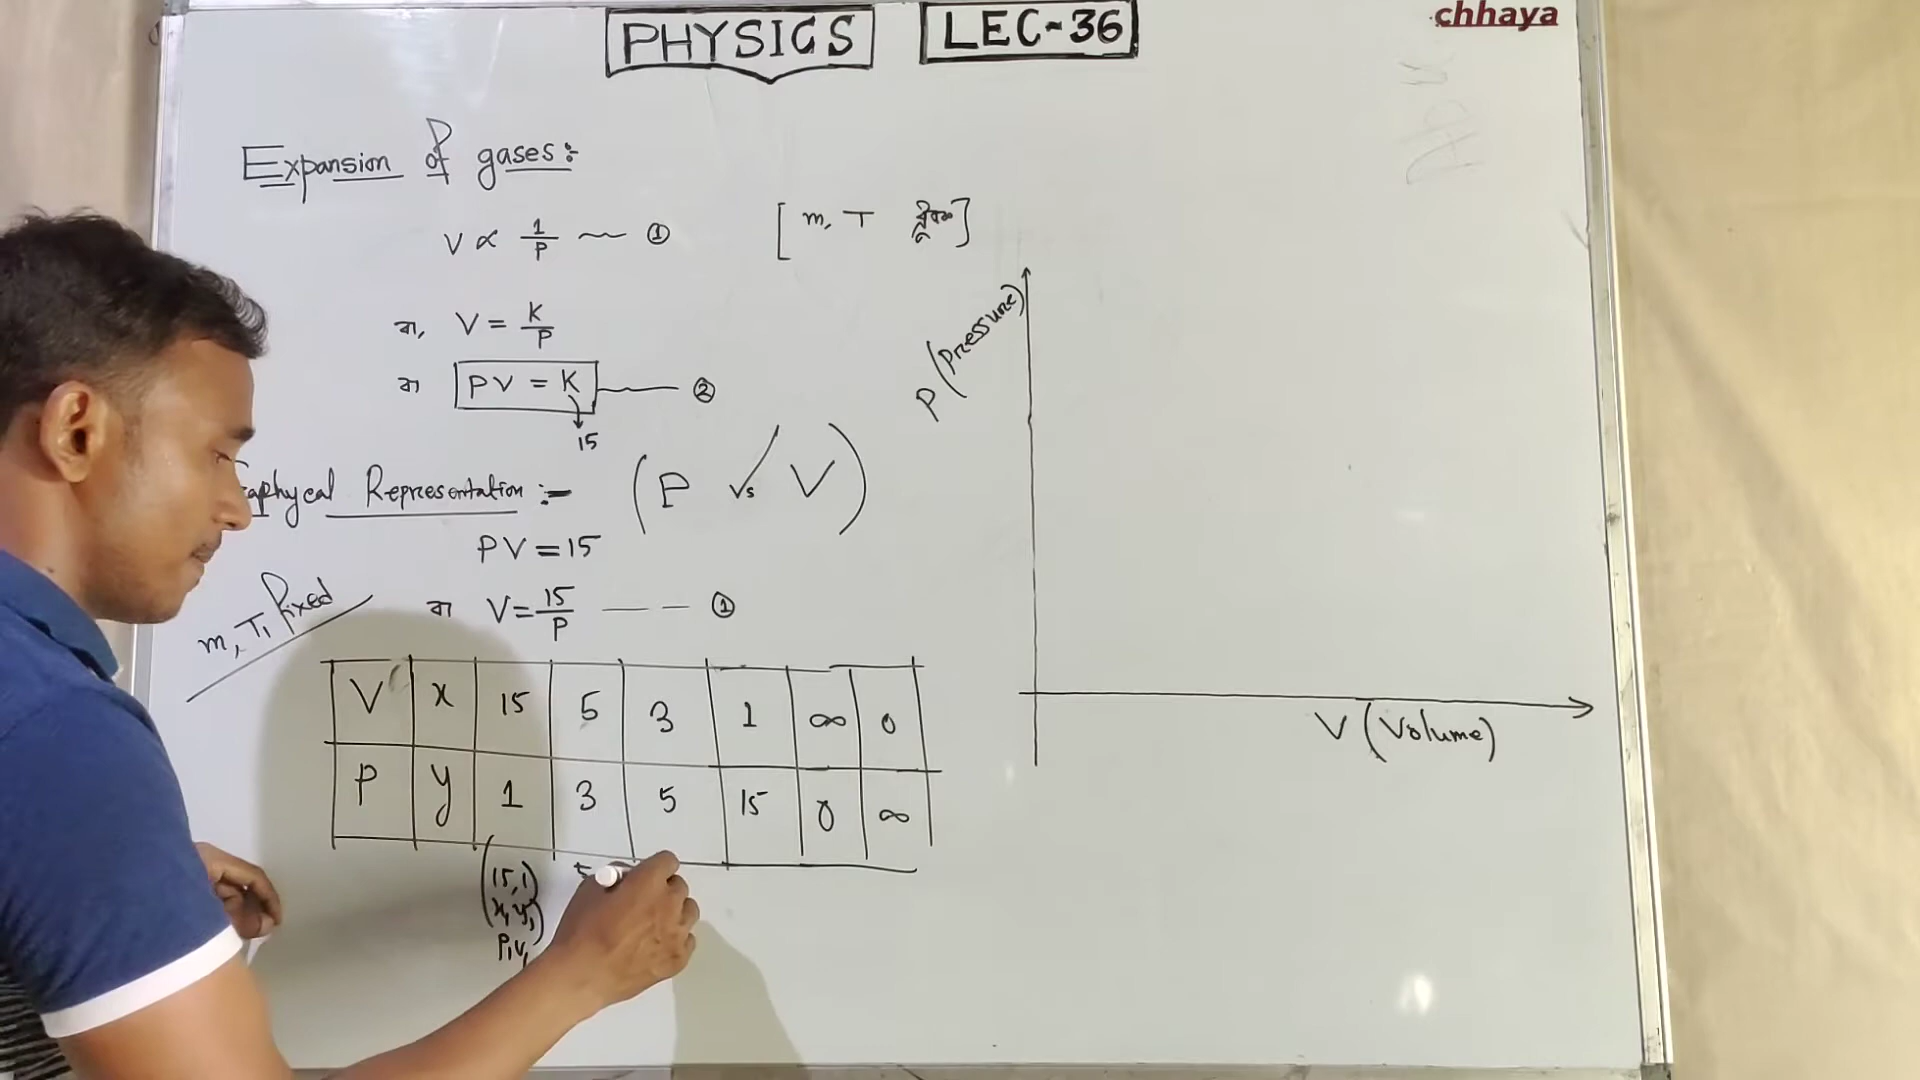 PHYSICS LEC-36
chhaya
Expansion of gases:-
V ∝ 1/P ~ ① [m, T ধ্রুবক]
বা, V = K/P
বা PV = K ②
15
P (Pressure)
Representation :- (P vs V)
PV = 15
m, T, fixed
বা V = 15/P — — ①
V x 15 5 3 1 ∞ 0
P y 1 3 5 15 0 ∞
(15, 1)
V (Volume)